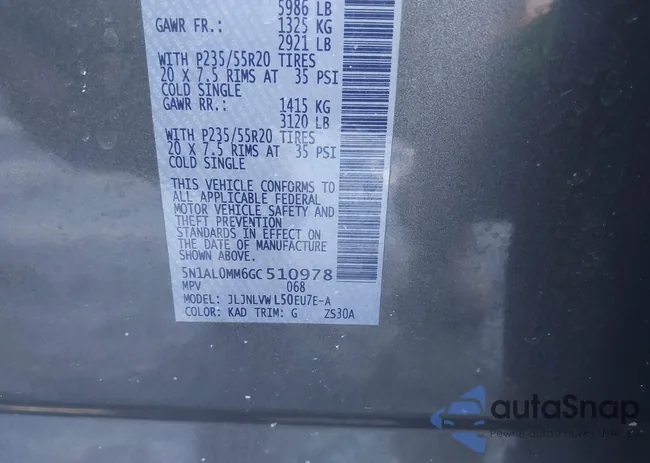 5986 LB
GAWR FR.: 1325 KG
2921 LB
WITH P235/55R20 TIRES
20 X 7.5 RIMS AT 35 PSI
COLD SINGLE
GAWR RR.: 1415 KG
3120 LB
WITH P235/55R20 TIRES
20 X 7.5 RIMS AT 35 PSI
COLD SINGLE
THIS VEHICLE CONFORMS TO
ALL APPLICABLE FEDERAL
MOTOR VEHICLE SAFETY AND
THEFT PREVENTION
STANDARDS IN EFFECT ON
THE DATE OF MANUFACTURE
SHOWN ABOVE.
5N1AL0MM6GC510978
MPV 068
MODEL: JLJNLVWL50EU7E-A
COLOR: KAD TRIM: G ZS30A
autaSnap
Pewne auta